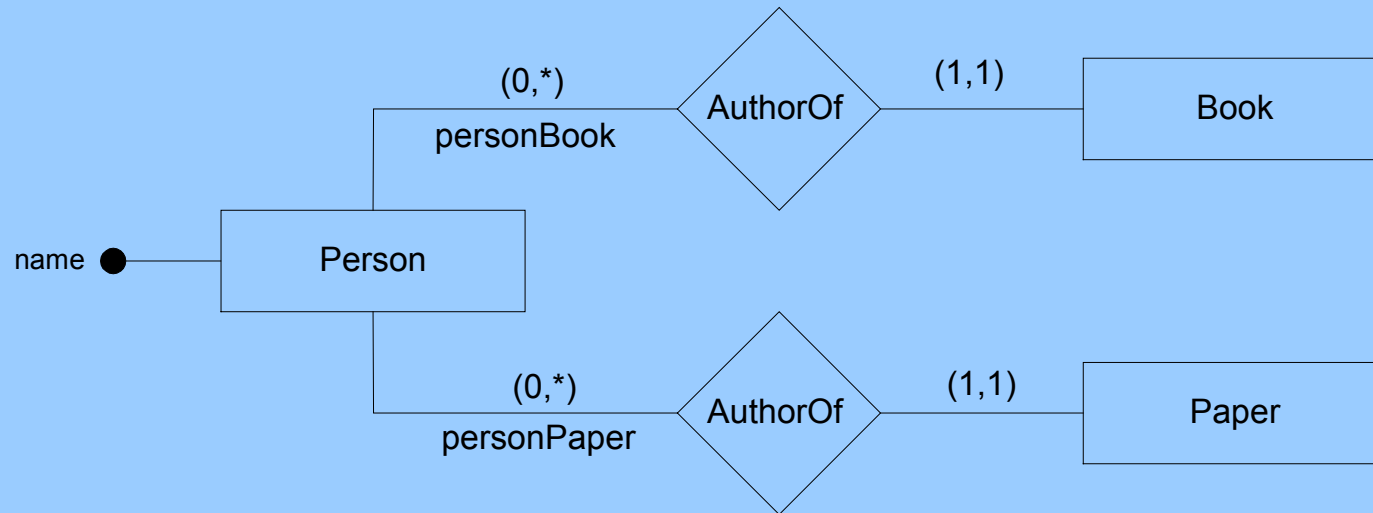 (0,*)
personBook
AuthorOf
(1,1)
Book
name
Person
(0,*)
personPaper
AuthorOf
(1,1)
Paper